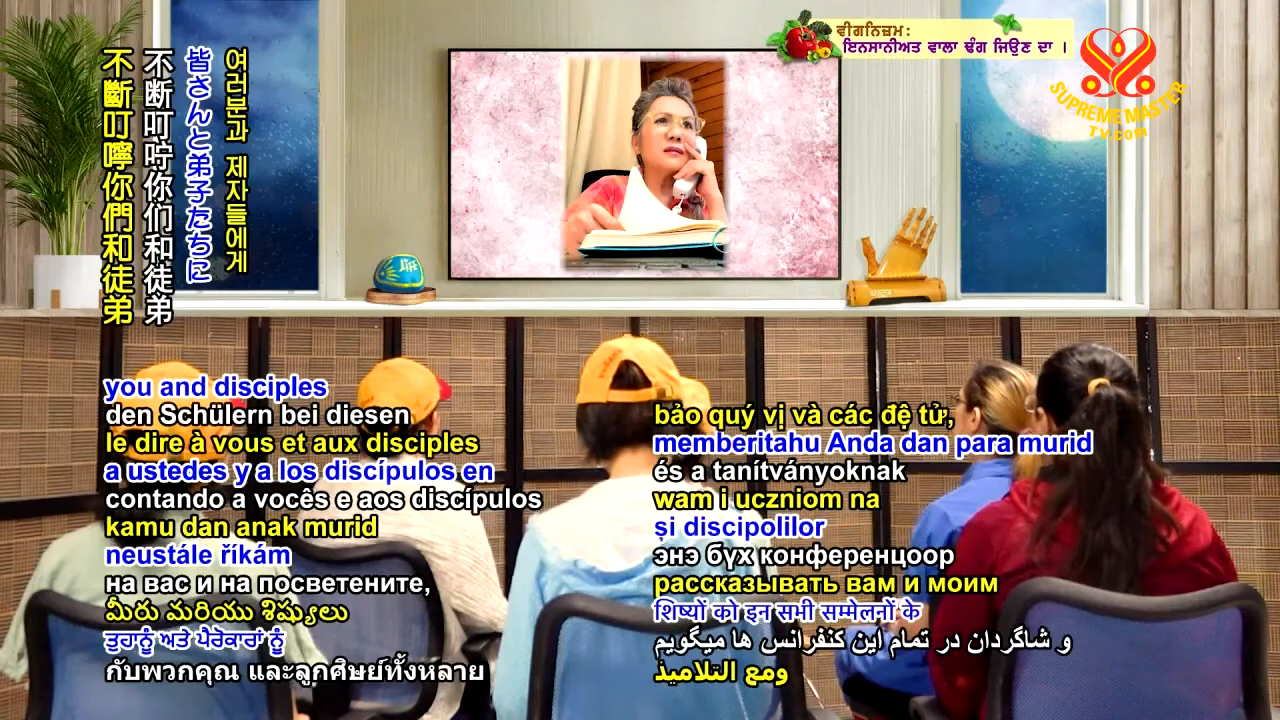 ਵੀਗਨਿਜ਼ਮ:
ਇਨਸਾਨੀਅਤ ਵਾਲਾ ਢੰਗ ਜਿਉਣ ਦਾ ।
SUPREME MASTER
TV.com
여러분과 제자들에게
皆さんと弟子たちに
不断叮咛你们和徒弟
不斷叮嚀你們和徒弟
LIFE
you and disciples
den Schülern bei diesen
le dire à vous et aux disciples
a ustedes y a los discípulos en
contando a vocês e aos discípulos
kamu dan anak murid
neustále říkám
на вас и на посветените,
మీరు మరియు శిష్యులు
ਤੁਹਾਨੂੰ ਅਤੇ ਪੈਰੋਕਾਰਾਂ ਨੂੰ
กับพวกคุณ และลูกศิษย์ทั้งหลาย
bảo quý vị và các đệ tử,
memberitahu Anda dan para murid
és a tanítványoknak
wam i uczniom na
și discipolilor
энэ бүх конференцоор
рассказывать вам и моим
शिष्यों को इन सभी सम्मेलनों के
و شاگردان در تمام این کنفرانس ها میگویم
ومع التلاميذ